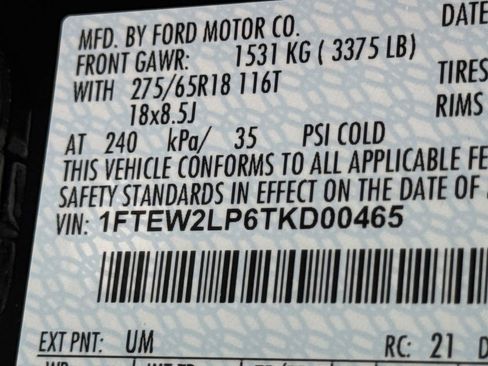 MFD. BY FORD MOTOR CO.
DATE
FRONT GAWR: 1531 KG ( 3375 LB)
WITH 275/65R18 116T
TIRES
18x8.5J
RIMS
AT 240 kPa/ 35 PSI COLD
THIS VEHICLE CONFORMS TO ALL APPLICABLE FE
SAFETY STANDARDS IN EFFECT ON THE DATE OF
VIN: 1FTEW2LP6TKD00465
EXT PNT: UM
RC: 21 D